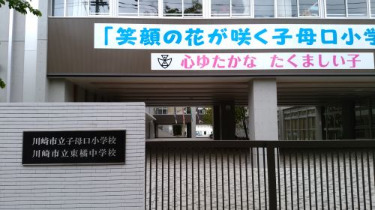 「笑顔の花が咲く子母口小学
心ゆたかな たくましい子
川崎市立子母口小学校
川崎市立東橘中学校